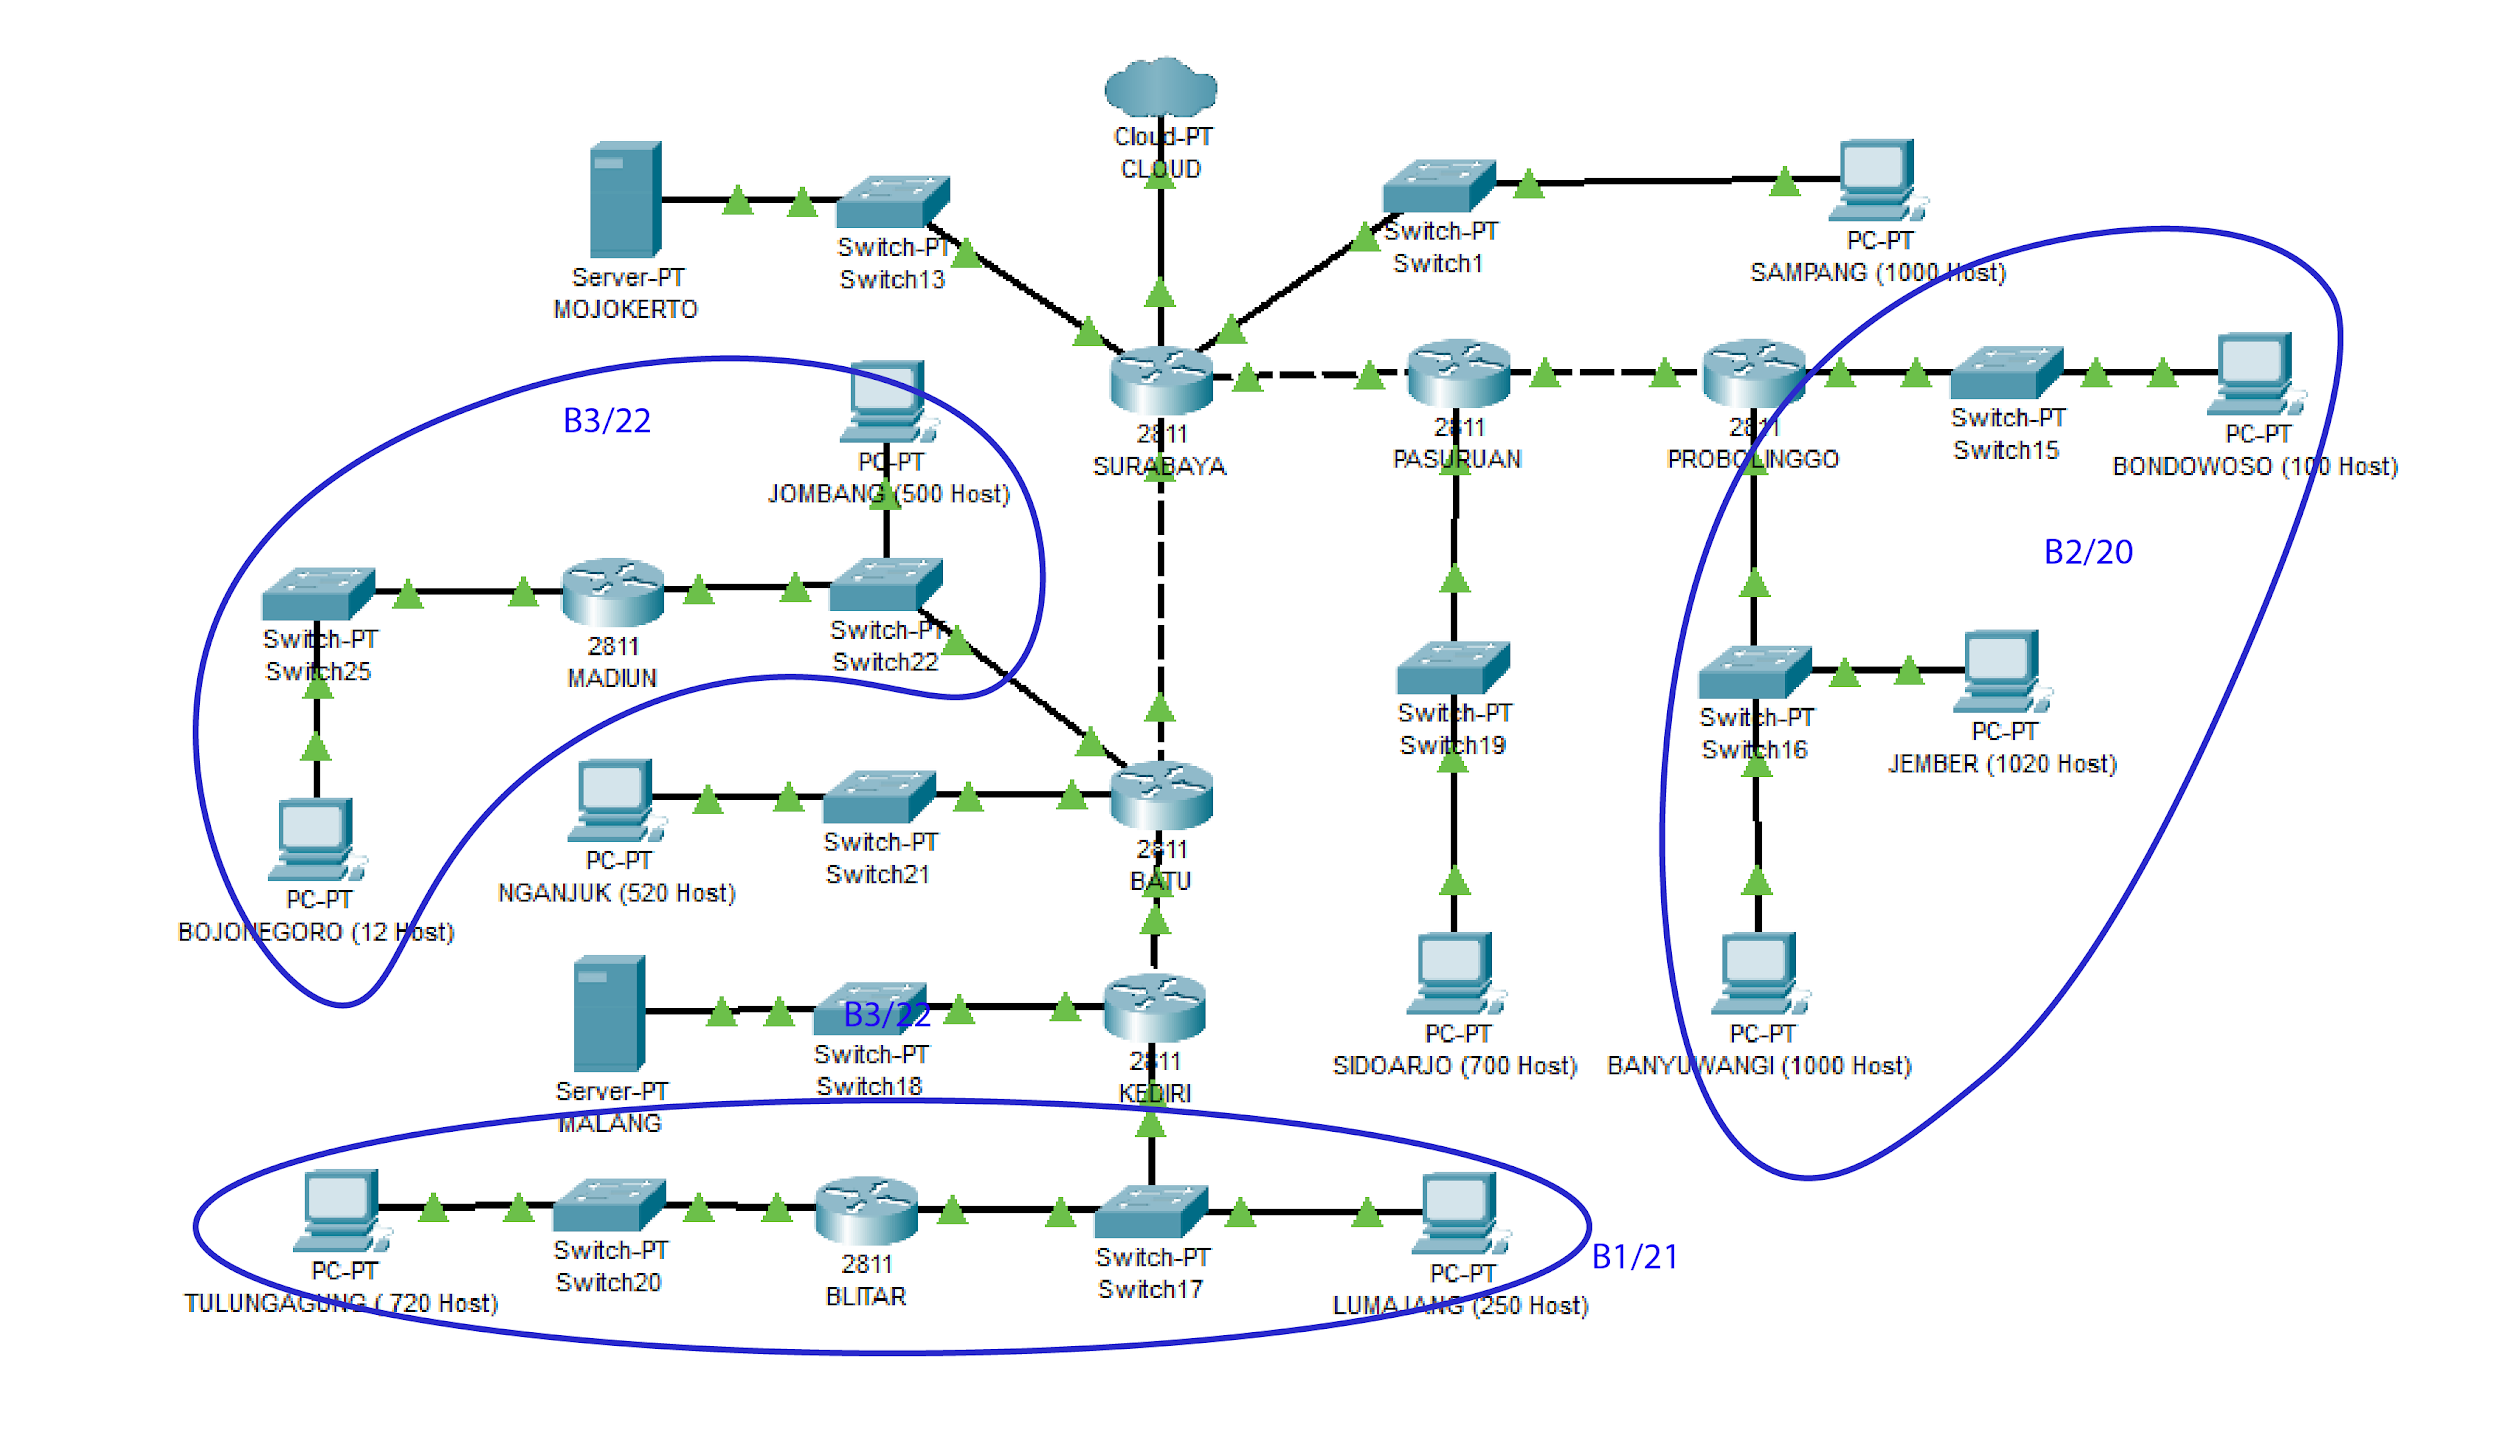 Cloud-PT
CLOUD
Server-PT
MOJOKERTO
Switch-PT
Switch13
Switch-PT
Switch1
PC-PT
SAMPANG (1000 Host)
B3/22
PC-PT
JOMBANG (500 Host)
2811
SURABAYA
2811
PASURUAN
2811
PROBOLINGGO
Switch-PT
Switch15
PC-PT
BONDOWOSO (100 Host)
B2/20
Switch-PT
Switch25
2811
MADIUN
Switch-PT
Switch22
Switch-PT
Switch19
Switch-PT
Switch16
PC-PT
JEMBER (1020 Host)
PC-PT
BOJONEGORO (12 Host)
PC-PT
NGANJUK (520 Host)
Switch-PT
Switch21
2811
BATU
Server-PT
MALANG
B3/22
Switch-PT
Switch18
2811
KEDIRI
PC-PT
SIDOARJO (700 Host)
PC-PT
BANYUWANGI (1000 Host)
PC-PT
TULUNGAGUNG ( 720 Host)
Switch-PT
Switch20
2811
BLITAR
Switch-PT
Switch17
PC-PT
LUMAJANG (250 Host)
B1/21